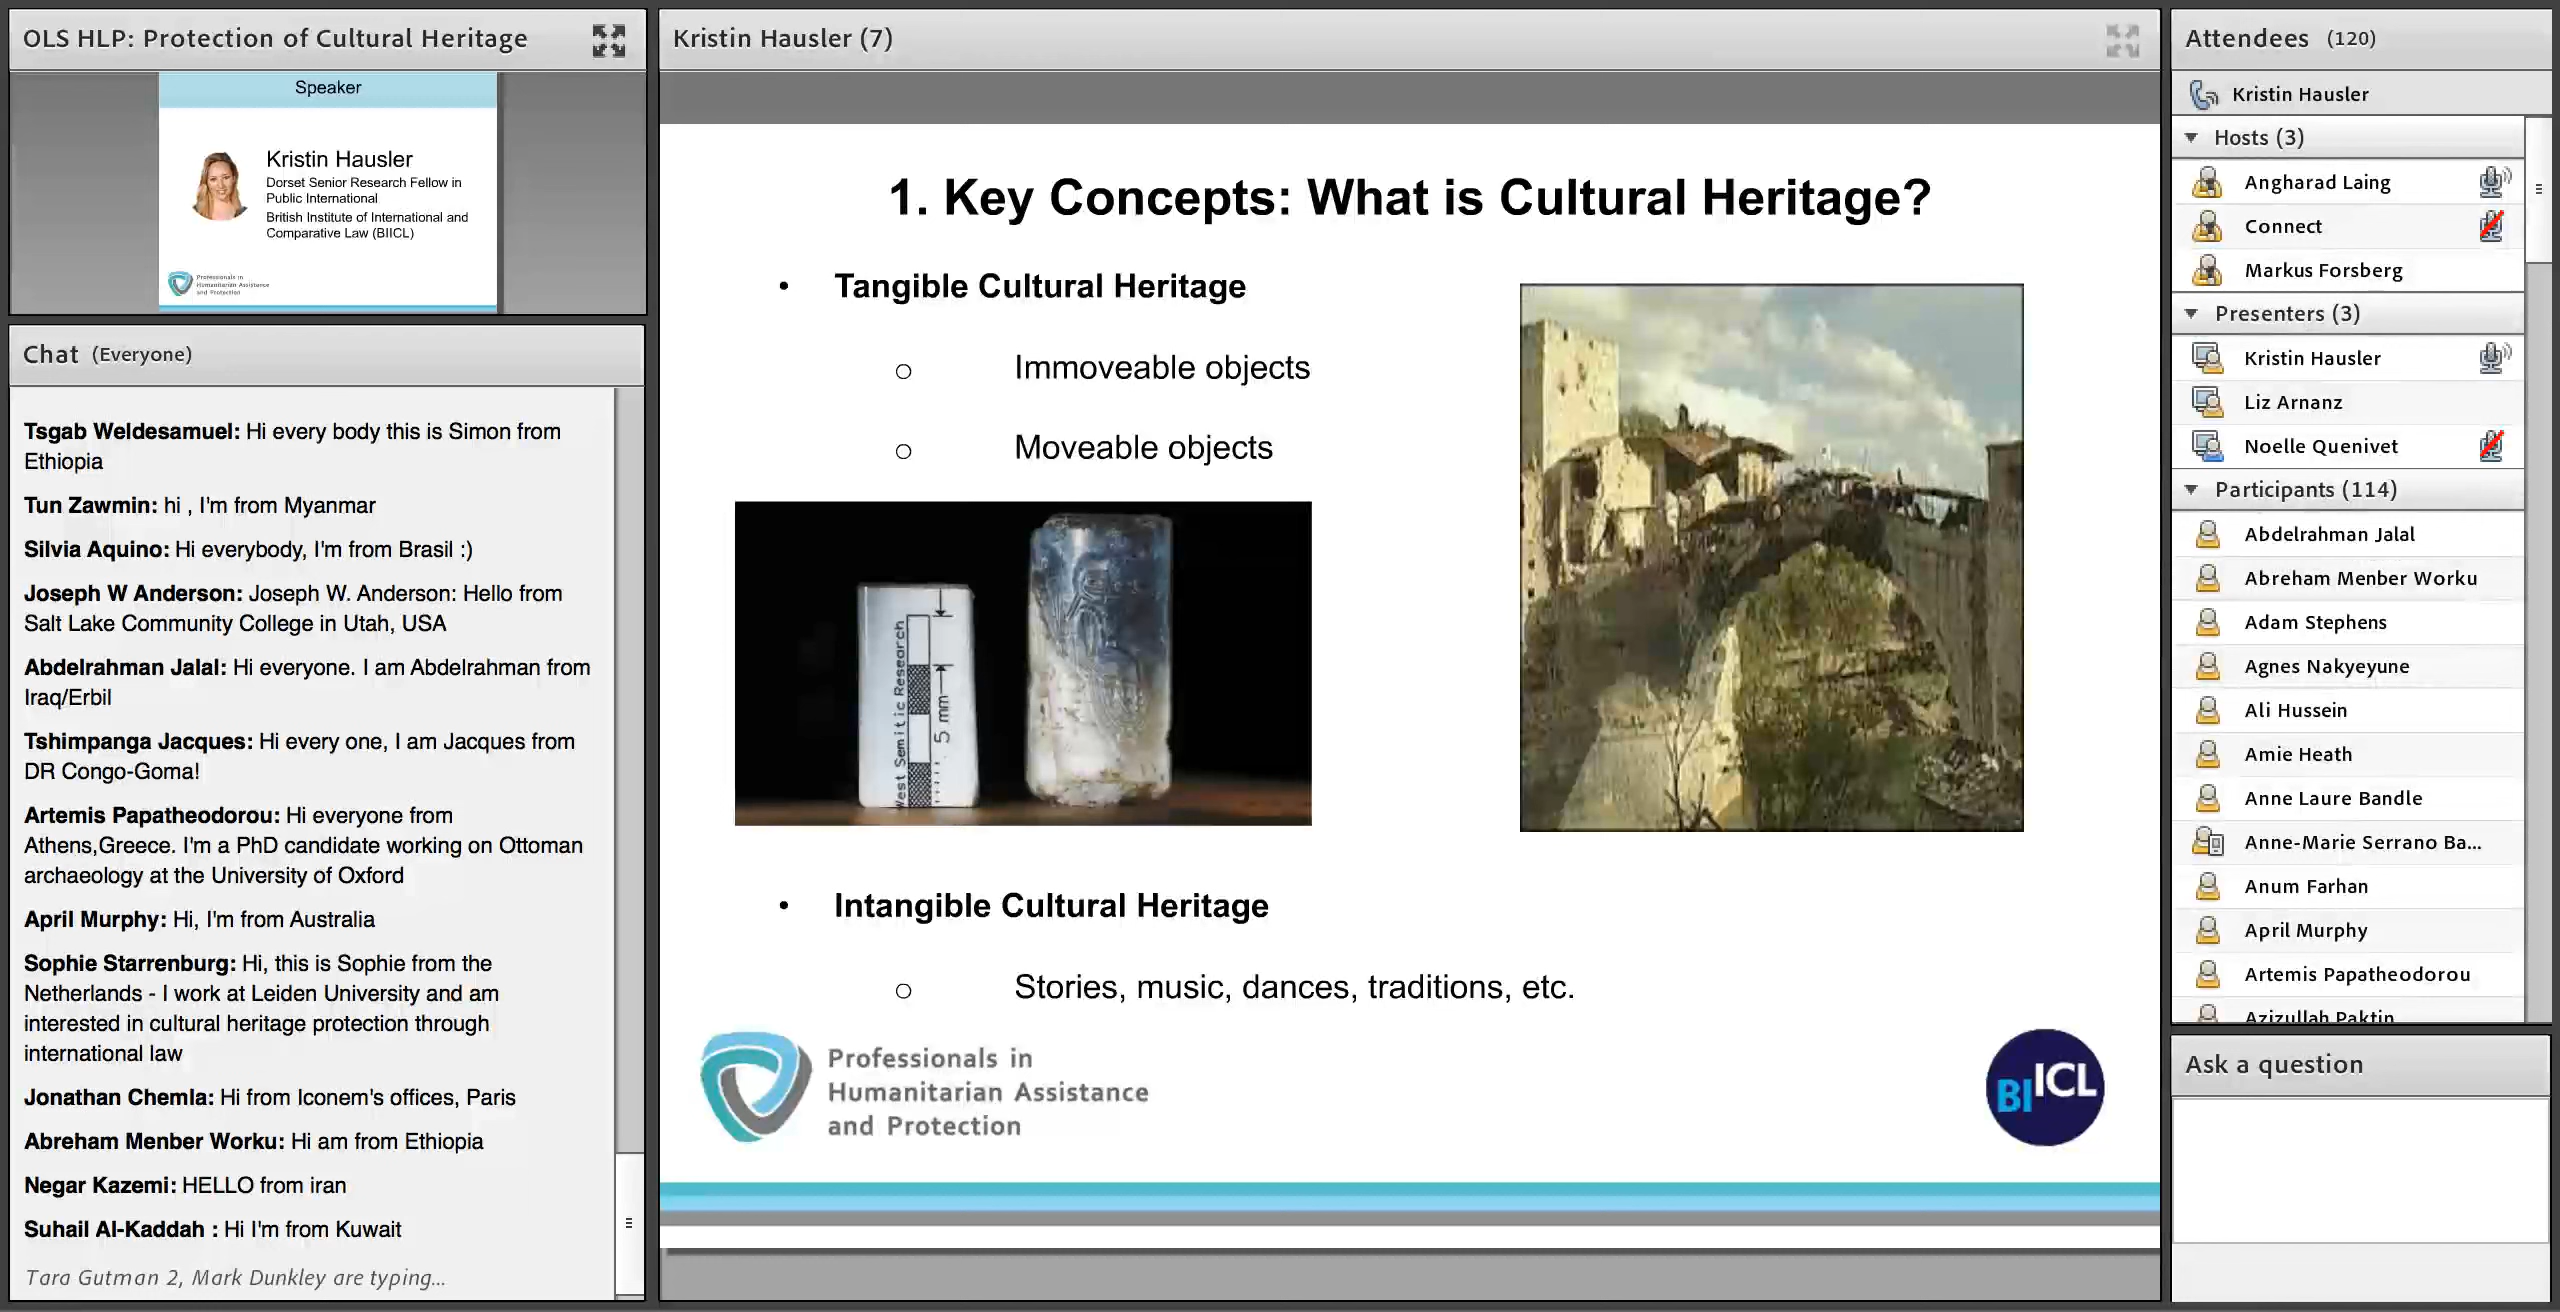 OLS HLP: Protection of Cultural Heritage
Speaker
Kristin Hausler
Dorset Senior Research Fellow in
Public International
British Institute of International and
Comparative Law (BIICL)
Professionals in
Humanitarian Assistance
and Protection
Chat (Everyone)
Tsgab Weldesamuel: Hi every body this is Simon from
Ethiopia
Tun Zawmin: hi , I'm from Myanmar
Silvia Aquino: Hi everybody, I'm from Brasil :)
Joseph W Anderson: Joseph W. Anderson: Hello from
Salt Lake Community College in Utah, USA
Abdelrahman Jalal: Hi everyone. I am Abdelrahman from
Iraq/Erbil
Tshimpanga Jacques: Hi every one, I am Jacques from
DR Congo-Goma!
Artemis Papatheodorou: Hi everyone from
Athens,Greece. I'm a PhD candidate working on Ottoman
archaeology at the University of Oxford
April Murphy: Hi, I'm from Australia
Sophie Starrenburg: Hi, this is Sophie from the
Netherlands - I work at Leiden University and am
interested in cultural heritage protection through
international law
Jonathan Chemla: Hi from Iconem's offices, Paris
Abreham Menber Worku: Hi am from Ethiopia
Negar Kazemi: HELLO from iran
Suhail Al-Kaddah : Hi I'm from Kuwait
Tara Gutman 2, Mark Dunkley are typing...
Kristin Hausler (7)
1. Key Concepts: What is Cultural Heritage?
• Tangible Cultural Heritage
o Immoveable objects
o Moveable objects
West Semitic Research
5 mm
• Intangible Cultural Heritage
o Stories, music, dances, traditions, etc.
Professionals in
Humanitarian Assistance
and Protection
BIICL
Attendees (120)
Kristin Hausler
Hosts (3)
Angharad Laing
Connect
Markus Forsberg
Presenters (3)
Kristin Hausler
Liz Arnanz
Noelle Quenivet
Participants (114)
Abdelrahman Jalal
Abreham Menber Worku
Adam Stephens
Agnes Nakyeyune
Ali Hussein
Amie Heath
Anne Laure Bandle
Anne-Marie Serrano Ba...
Anum Farhan
April Murphy
Artemis Papatheodorou
Azizullah Paktin
Ask a question